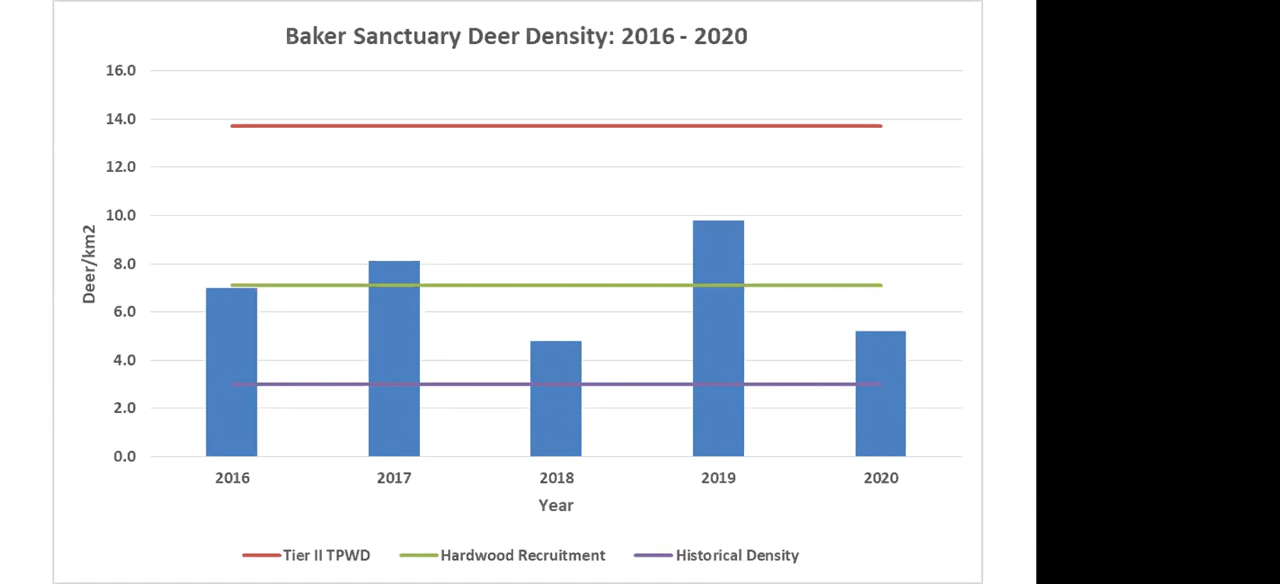 Baker Sanctuary Deer Density: 2016 - 2020
16.0
14.0
12.0
10.0
8.0
6.0
4.0
2.0
0.0
Deer/km2
2016 2017 2018 2019 2020
Year
Tier II TPWD Hardwood Recruitment Historical Density